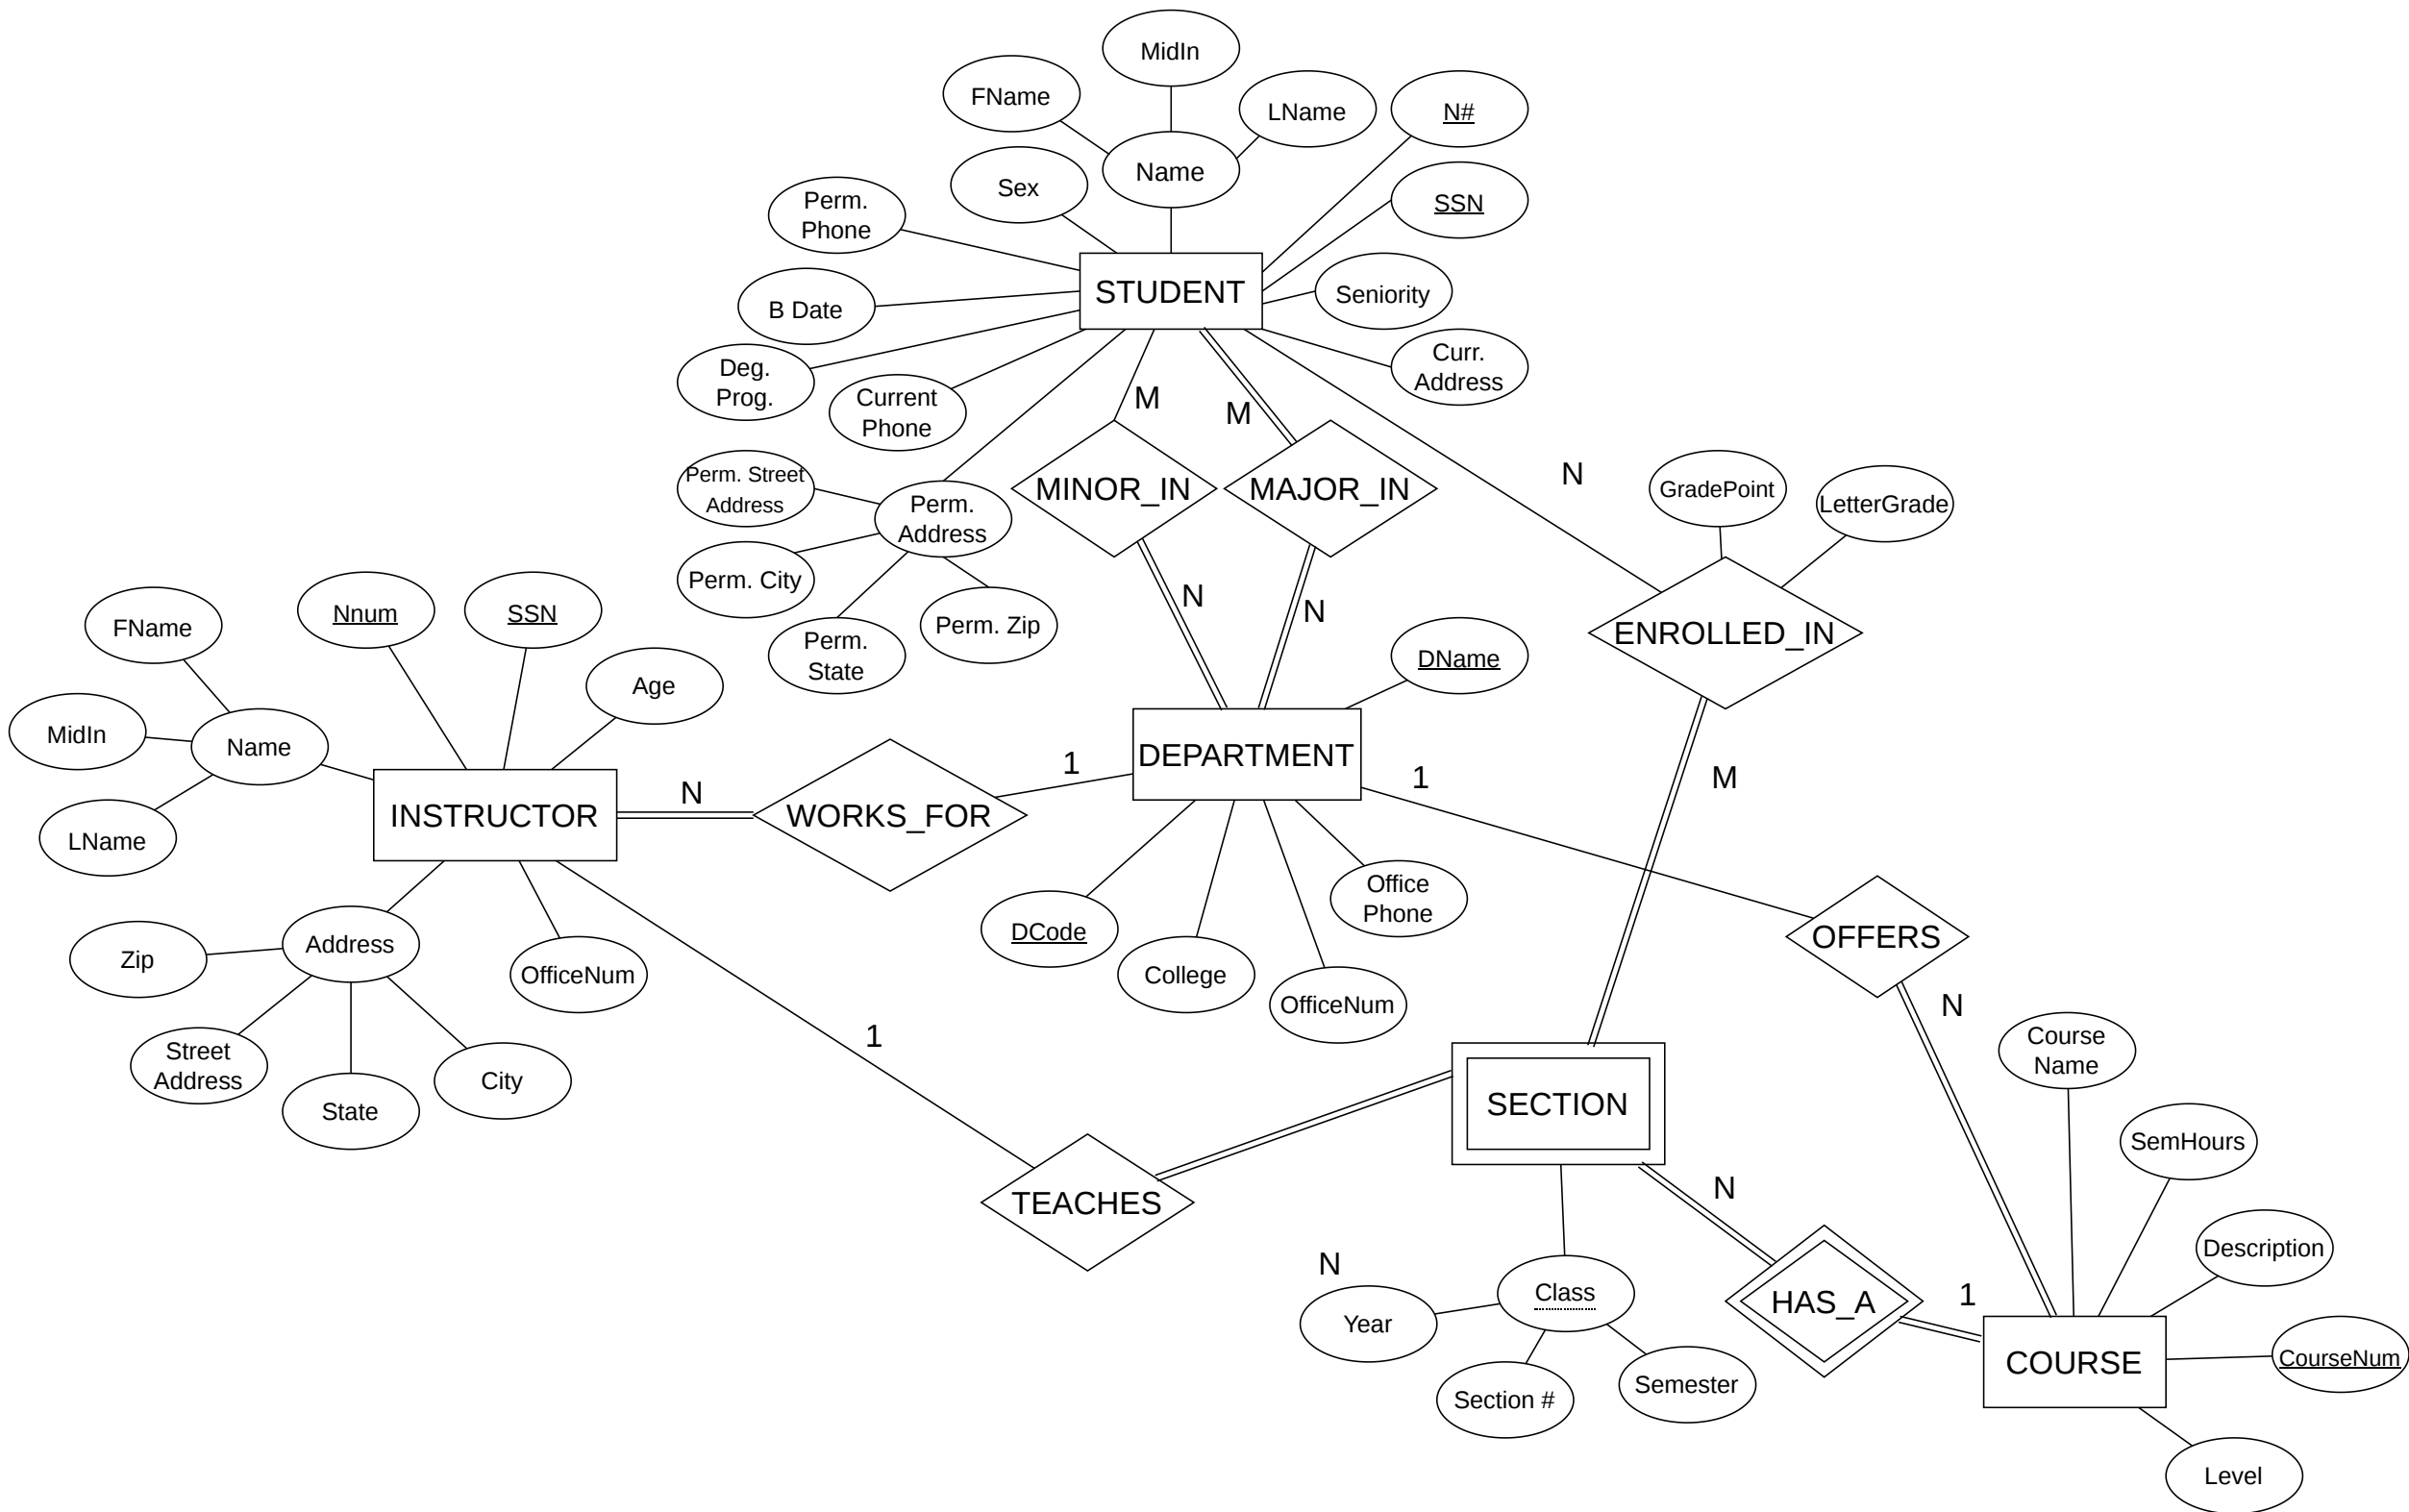 MidIn
FName
LName
N#
Name
Sex
SSN
Perm.
Phone
STUDENT
Seniority
B Date
Curr.
Address
Deg.
Prog.
Current
Phone
M
M
N
Perm. Street
Address
MINOR_IN
MAJOR_IN
GradePoint
LetterGrade
Perm.
Address
Perm. City
N
N
Perm. Zip
Perm.
State
ENROLLED_IN
DName
Nnum
SSN
FName
Age
MidIn
Name
LName
INSTRUCTOR
N
WORKS_FOR
1
DEPARTMENT
1
M
Office
Phone
DCode
College
OfficeNum
OFFERS
N
Address
Zip
OfficeNum
Street
Address
State
City
1
Course
Name
SECTION
SemHours
TEACHES
N
Description
N
Class
Year
HAS_A
1
Section #
Semester
COURSE
CourseNum
Level